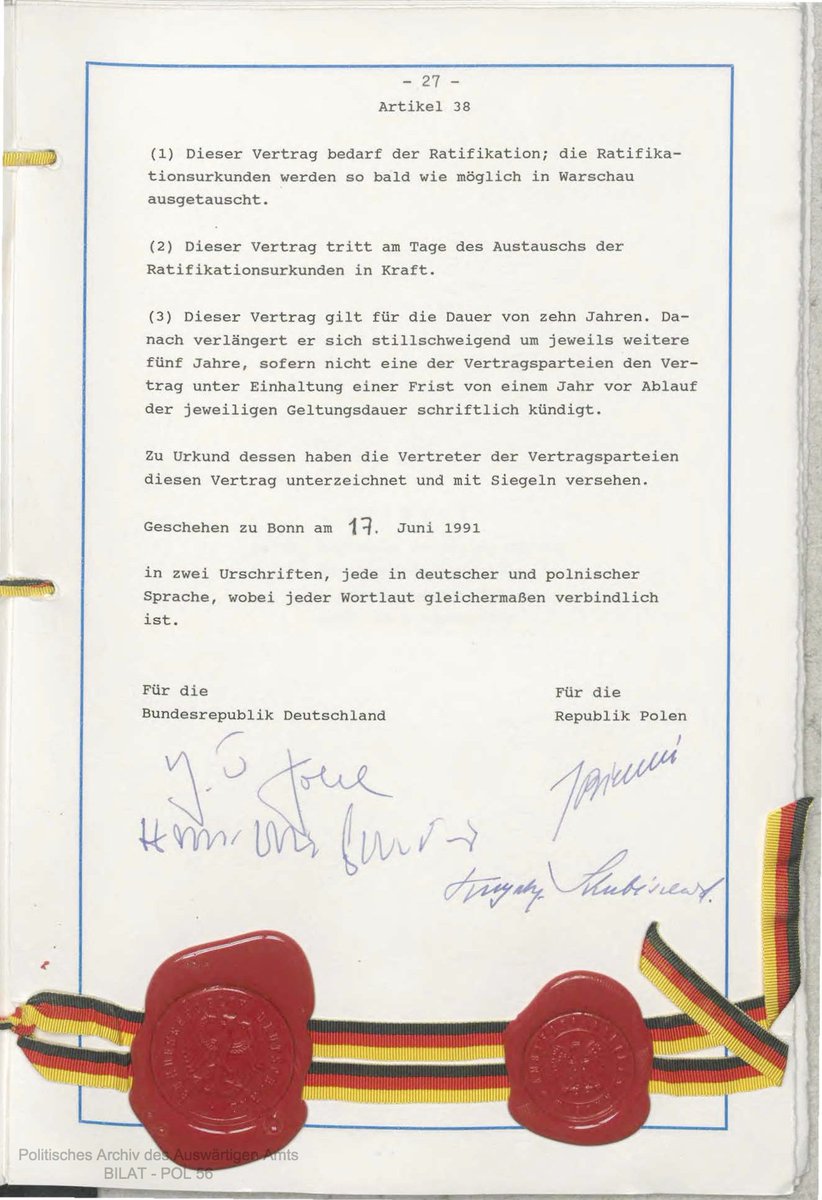 - 27 -
Artikel 38
(1) Dieser Vertrag bedarf der Ratifikation; die Ratifika-
tionsurkunden werden so bald wie möglich in Warschau
ausgetauscht.
(2) Dieser Vertrag tritt am Tage des Austauschs der
Ratifikationsurkunden in Kraft.
(3) Dieser Vertrag gilt für die Dauer von zehn Jahren. Da-
nach verlängert er sich stillschweigend um jeweils weitere
fünf Jahre, sofern nicht eine der Vertragsparteien den Ver-
trag unter Einhaltung einer Frist von einem Jahr vor Ablauf
der jeweiligen Geltungsdauer schriftlich kündigt.
Zu Urkund dessen haben die Vertreter der Vertragsparteien
diesen Vertrag unterzeichnet und mit Siegeln versehen.
Geschehen zu Bonn am 17. Juni 1991
in zwei Urschriften, jede in deutscher und polnischer
Sprache, wobei jeder Wortlaut gleichermaßen verbindlich
ist.
Für die
Bundesrepublik Deutschland
Für die
Republik Polen
Politisches Archiv des Auswärtigen Amts
BILAT - POL 56